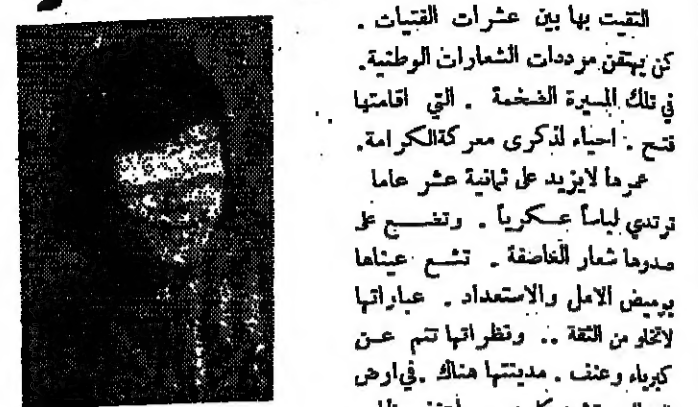 التقيت بها بين عشرات الفتيات .
كن يهتفن مرددات الشعارات الوطنية.
في تلك المسيرة الضخمة . التي اقامتها
فتح . احياء لذكرى معركة الكرامة.
عمرها لايزيد على ثمانية عشر عاما
ترتدي لباساً عسكرياً . وتضع على
صدرها شعار العاصفة . تشع عيناها
بوميض الامل والاستعداد . عباراتها
لاتخلو من الثقة .. ونظراتها تنم عن
كبرياء وعنف . مدينتها هناك . في ارض